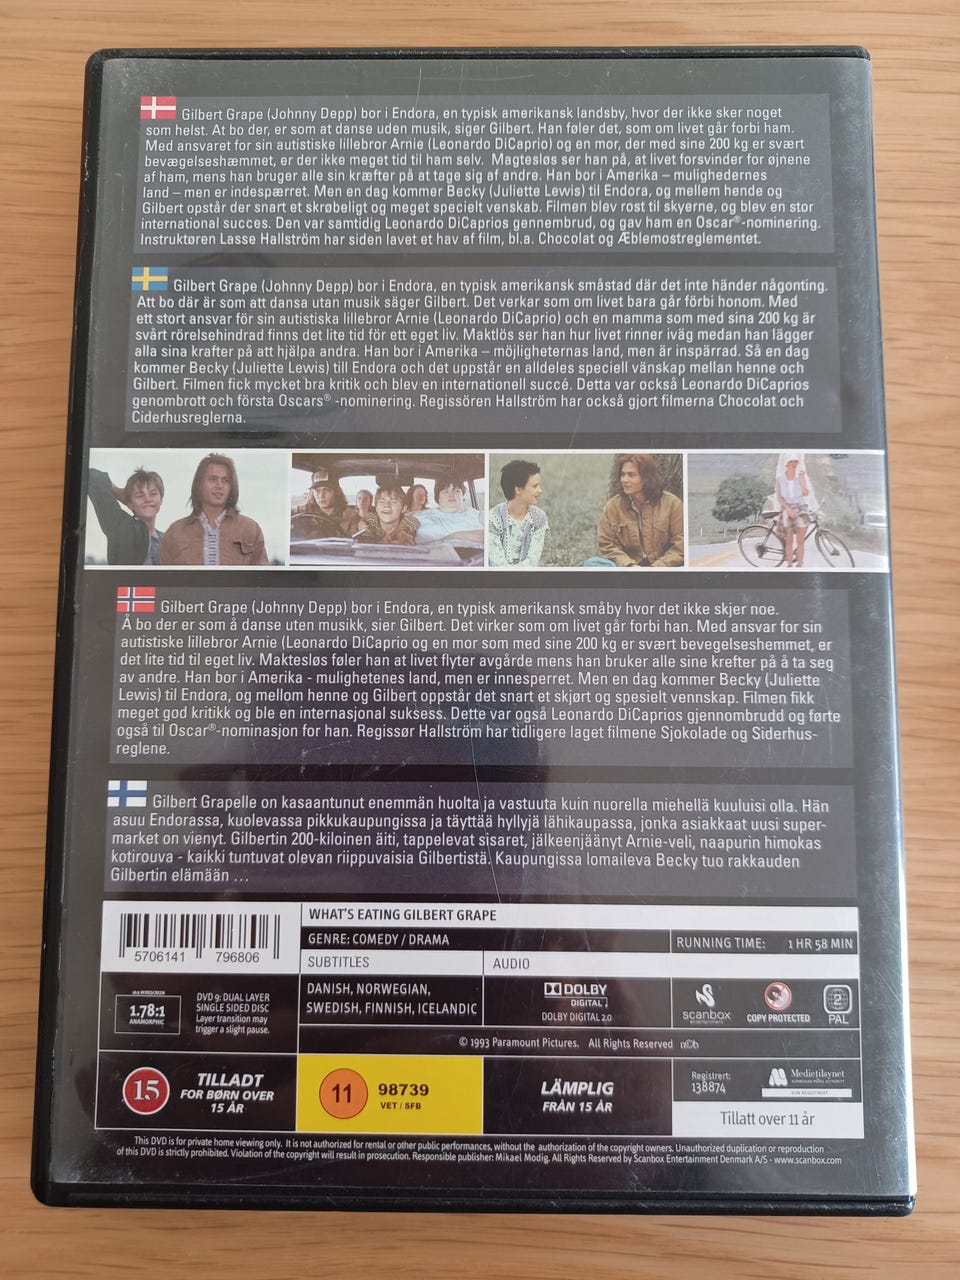 Gilbert Grape (Johnny Depp) bor i Endora, en typisk amerikansk landsby, hvor der ikke sker noget
som helst. At bo der, er som at danse uden musik, siger Gilbert. Han føler det, som om livet går forbi ham.
Med ansvaret for sin autistiske lillebror Arnie (Leonardo DiCaprio) og en mor, der med sine 200 kg er svært
bevægelseshæmmet, er der ikke meget tid til ham selv. Magtesløs ser han på, at livet forsvinder for øjnene
af ham, mens han bruger alle sin kræfter på at tage sig af andre. Han bor i Amerika – mulighedernes
land – men er indespærret. Men en dag kommer Becky (Juliette Lewis) til Endora, og mellem hende og
Gilbert opstår der snart et skrøbeligt og meget specielt venskab. Filmen blev rost til skyerne, og blev en stor
international succes. Den var samtidig Leonardo DiCaprios gennembrud, og gav ham en Oscar®-nominering.
Instruktøren Lasse Hallström har siden lavet et hav af film, bl.a. Chocolat og Æblemostreglementet.
Gilbert Grape (Johnny Depp) bor i Endora, en typisk amerikansk småstad där det inte händer någonting.
Att bo där är som att dansa utan musik säger Gilbert. Det verkar som om livet bara går förbi honom. Med
ett stort ansvar för sin autistiska lillebror Arnie (Leonardo DiCaprio) och en mamma som med sina 200 kg är
svårt rörelsehindrad finns det lite tid för ett eget liv. Maktlös ser han hur livet rinner iväg medan han lägger
alla sina krafter på att hjälpa andra. Han bor i Amerika – möjligheternas land, men är inspärrad. Så en dag
kommer Becky (Juliette Lewis) till Endora och det uppstår en alldeles speciell vänskap mellan henne och
Gilbert. Filmen fick mycket bra kritik och blev en internationell succé. Detta var också Leonardo DiCaprios
genombrott och första Oscars® -nominering. Regissören Hallström har också gjort filmerna Chocolat och
Ciderhusreglerna.
Gilbert Grape (Johnny Depp) bor i Endora, en typisk amerikansk småby hvor det ikke skjer noe.
Å bo der er som å danse uten musikk, sier Gilbert. Det virker som om livet går forbi han. Med ansvar for sin
autistiske lillebror Arnie (Leonardo DiCaprio og en mor som med sine 200 kg er svært bevegelseshemmet, er
det lite tid til eget liv. Maktesløs føler han at livet flyter avgårde mens han bruker alle sine krefter på å ta seg
av andre. Han bor i Amerika - mulighetenes land, men er innesperret. Men en dag kommer Becky (Juliette
Lewis) til Endora, og mellom henne og Gilbert oppstår det snart et skjørt og spesielt vennskap. Filmen fikk
meget god kritikk og ble en internasjonal suksess. Dette var også Leonardo DiCaprios gjennombrudd og førte
også til Oscar®-nominasjon for han. Regissør Hallström har tidligere laget filmene Sjokolade og Siderhus-
reglene.
Gilbert Grapelle on kasaantunut enemmän huolta ja vastuuta kuin nuorella miehellä kuuluisi olla. Hän
asuu Endorassa, kuolevassa pikkukaupungissa ja täyttää hyllyjä lähikaupassa, jonka asiakkaat uusi super-
market on vienyt. Gilbertin 200-kiloinen äiti, tappelevat sisaret, jälkeenjäänyt Arnie-veli, naapurin himokas
kotirouva - kaikki tuntuvat olevan riippuvaisia Gilbertistä. Kaupungissa lomaileva Becky tuo rakkauden
Gilbertin elämään ...
5706141 796806
WHAT'S EATING GILBERT GRAPE
GENRE: COMEDY / DRAMA
RUNNING TIME: 1 HR 58 MIN
SUBTITLES
AUDIO
16:9 WIDESCREEN
1.78:1
ANAMORPHIC
DVD 9: DUAL LAYER
SINGLE SIDED DISC
Layer transition may
trigger a slight pause.
DANISH, NORWEGIAN,
SWEDISH, FINNISH, ICELANDIC
DOLBY
DIGITAL
DOLBY DIGITAL 2.0
scanbox
entertainment
COPY PROTECTED
2
PAL
© 1993 Paramount Pictures. All Rights Reserved n©b
15
TILLADT
FOR BØRN OVER
15 ÅR
11
98739
VET / SFB
LÄMPLIG
FRÅN 15 ÅR
Registrert:
138874
Medietilsynet
NORWEGIAN MEDIA AUTHORITY
KUN REGISTRERT
Tillatt over 11 år
This DVD is for private home viewing only. It is not authorized for rental or other public performances, without the authorization of the copyright owners. Unauthorized duplication or reproduction
of this DVD is strictly prohibited. Violation of the copyright will result in prosecution. Responsible publisher: Mikael Modig. All Rights Reserved by Scanbox Entertainment Denmark A/S - www.scanbox.com